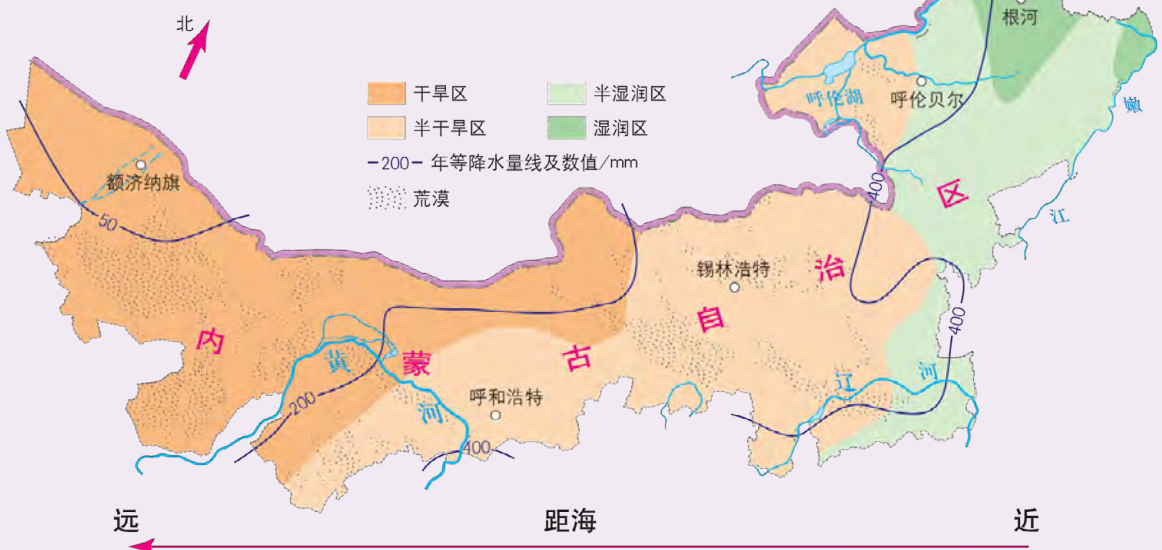 北
根河
干旱区
半湿润区
呼伦湖
呼伦贝尔
嫩
半干旱区
湿润区
-200- 年等降水量线及数值/mm
荒漠
额济纳旗
400
区
江
50
锡林浩特
治
自
400
内
黄
蒙
古
辽
河
200
河
呼和浩特
400
远
距海
近